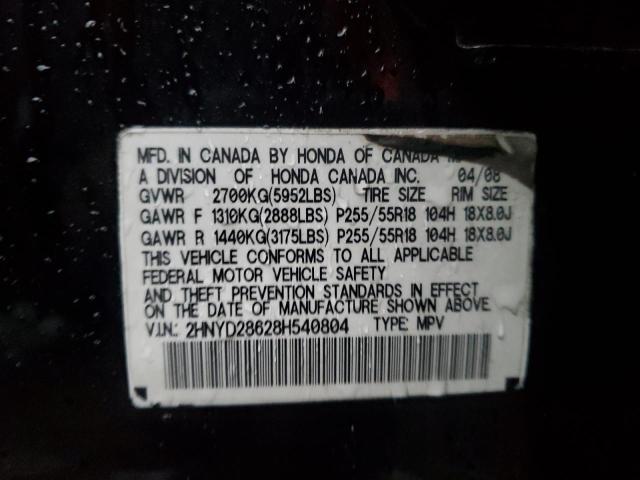 MFD. IN CANADA BY HONDA OF CANADA
A DIVISION OF HONDA CANADA INC. 04/08
GVWR 2700KG(5952LBS) TIRE SIZE RIM SIZE
GAWR F 1310KG(2888LBS) P255/55R18 104H 18X8.0J
GAWR R 1440KG(3175LBS) P255/55R18 104H 18X8.0J
THIS VEHICLE CONFORMS TO ALL APPLICABLE
FEDERAL MOTOR VEHICLE SAFETY
AND THEFT PREVENTION STANDARDS IN EFFECT
ON THE DATE OF MANUFACTURE SHOWN ABOVE.
V.I.N.: 2HNYD28628H540804 TYPE: MPV